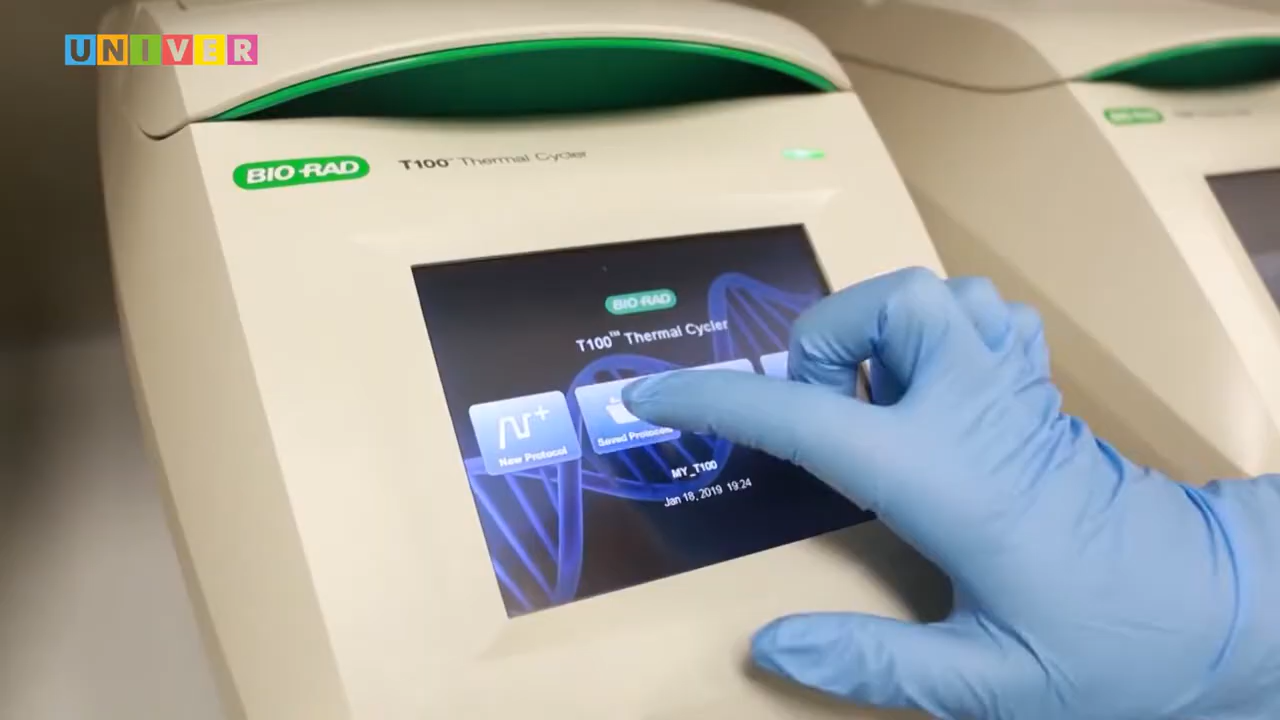 UNIVER
BIO-RAD
T100™ Thermal Cycler
BIO-RAD
BIO-RAD
T100™ Thermal Cycler
New Protocol
Saved Protocols
MY_T100
Jan 18, 2019 19:24